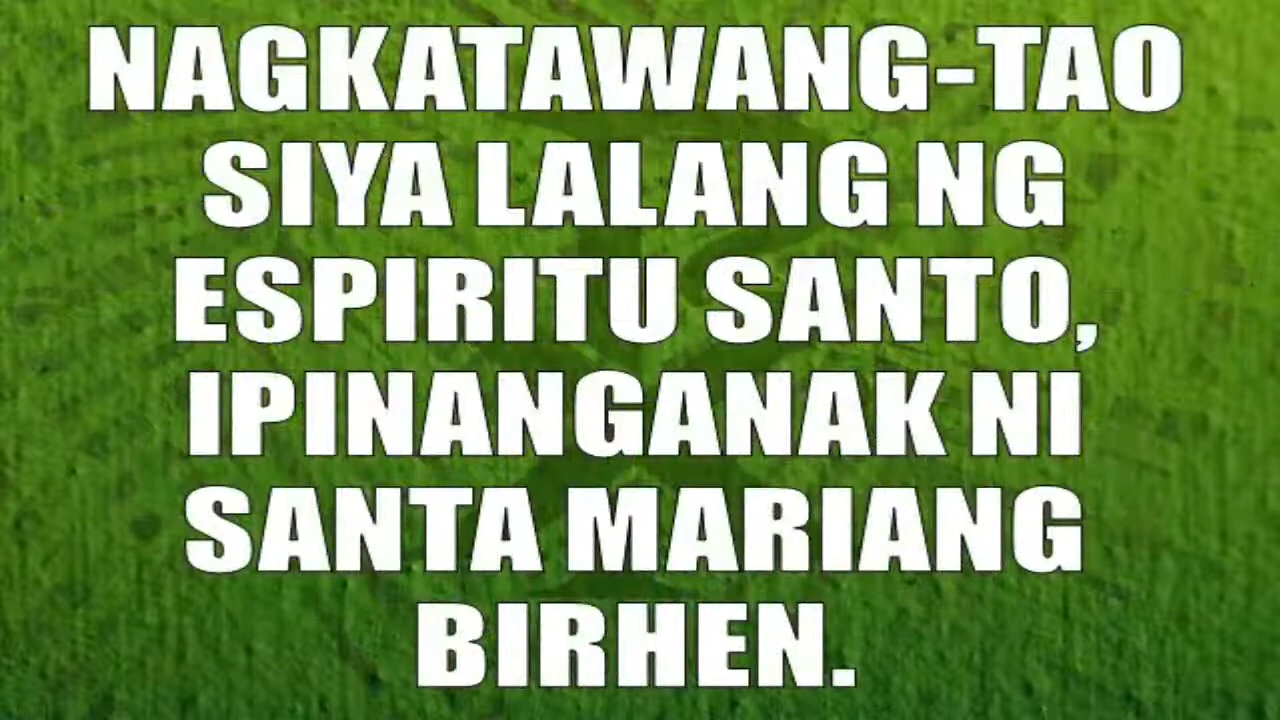 NAGKATAWANG-TAO
SIYA LALANG NG
ESPIRITU SANTO,
IPINANGANAK NI
SANTA MARIANG
BIRHEN.